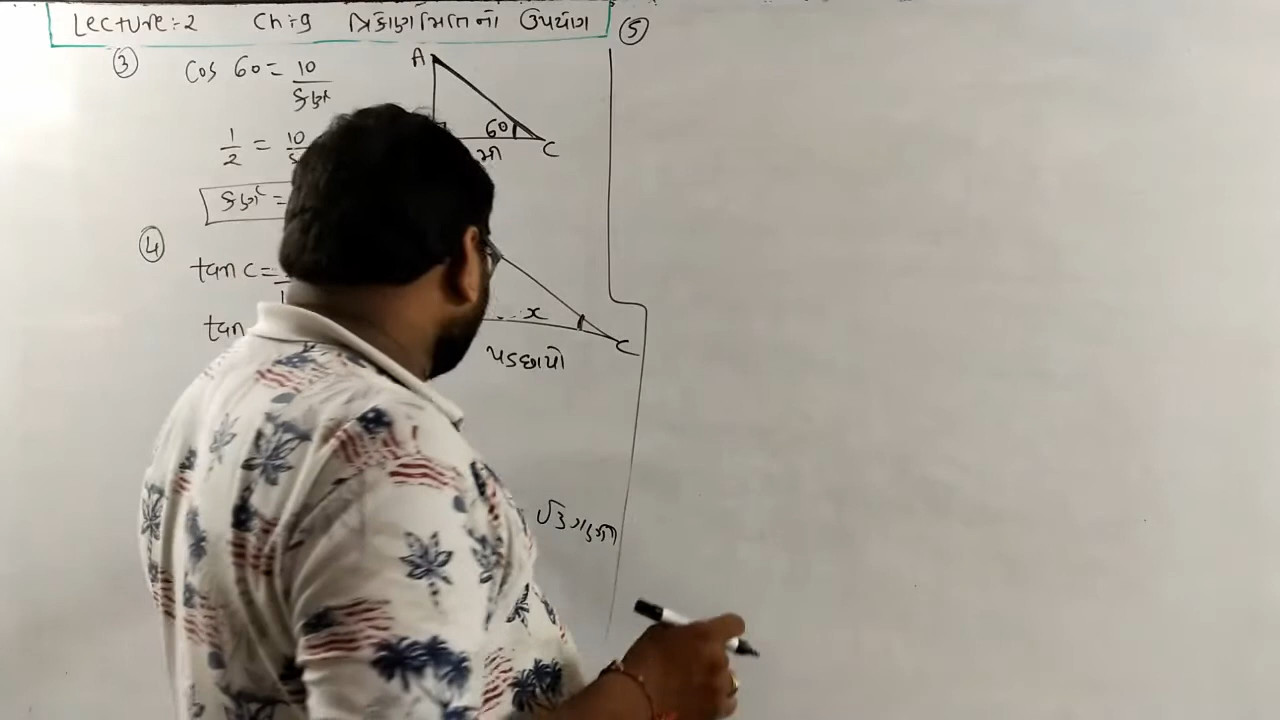 Lecture:-2 Ch:-9 ત્રિકોણમિતિનો ઉપયોગ
③ cos 60 = 10 / કર્ણ
1/2 = 10
કર્ણ =
A
60
C
④ tan C =
tan
x
C
પડછાયો
⑤